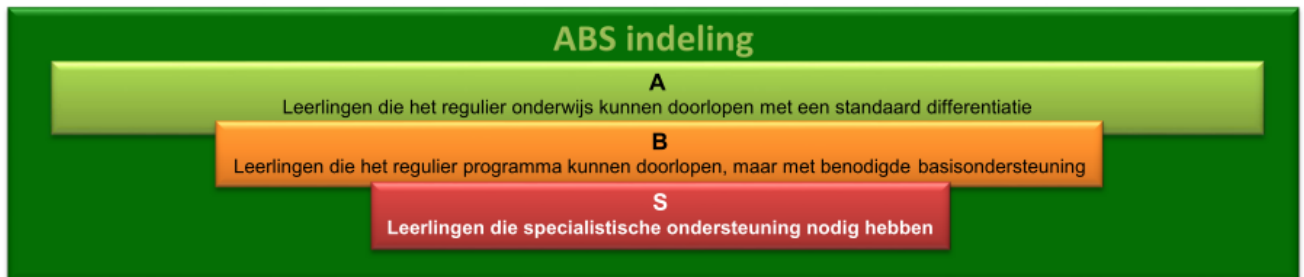 ABS indeling
A
Leerlingen die het regulier onderwijs kunnen doorlopen met een standaard differentiatie
B
Leerlingen die het regulier programma kunnen doorlopen, maar met benodigde basisondersteuning
S
Leerlingen die specialistische ondersteuning nodig hebben